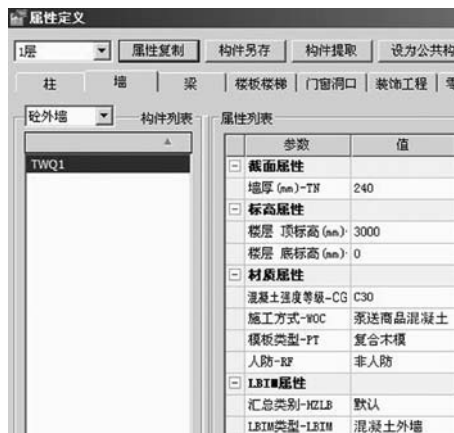 属性定义
1层 属性复制 构件另存 构件提取 设为公共构
柱 墙 梁 楼板楼梯 门窗洞口 装饰工程 零
砼外墙 构件列表 属性列表
参数 值
TWQ1
截面属性
墙厚(mm)-TN 240
标高属性
楼层 顶标高(mm) 3000
楼层 底标高(mm) 0
材质属性
混凝土强度等级-CG C30
施工方式-WOC 泵送商品混凝土
模板类型-PT 复合木模
人防-RF 非人防
LBIM属性
汇总类别-HZLB 默认
LBIM类型-LBIM 混凝土外墙